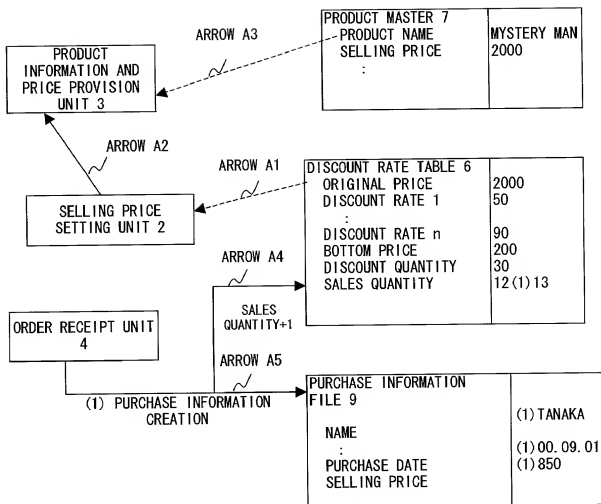 PRODUCT
INFORMATION AND
PRICE PROVISION
UNIT 3
ARROW A3
PRODUCT MASTER 7
PRODUCT NAME MYSTERY MAN
SELLING PRICE 2000
:
ARROW A2
ARROW A1
SELLING PRICE
SETTING UNIT 2
DISCOUNT RATE TABLE 6
ORIGINAL PRICE 2000
DISCOUNT RATE 1 50
:
DISCOUNT RATE n 90
BOTTOM PRICE 200
DISCOUNT QUANTITY 30
SALES QUANTITY 12(1)13
ARROW A4
SALES
QUANTITY+1
ORDER RECEIPT UNIT
4
ARROW A5
(1) PURCHASE INFORMATION
CREATION
PURCHASE INFORMATION
FILE 9
(1)TANAKA
NAME
:
(1)00.09.01
PURCHASE DATE
(1)850
SELLING PRICE